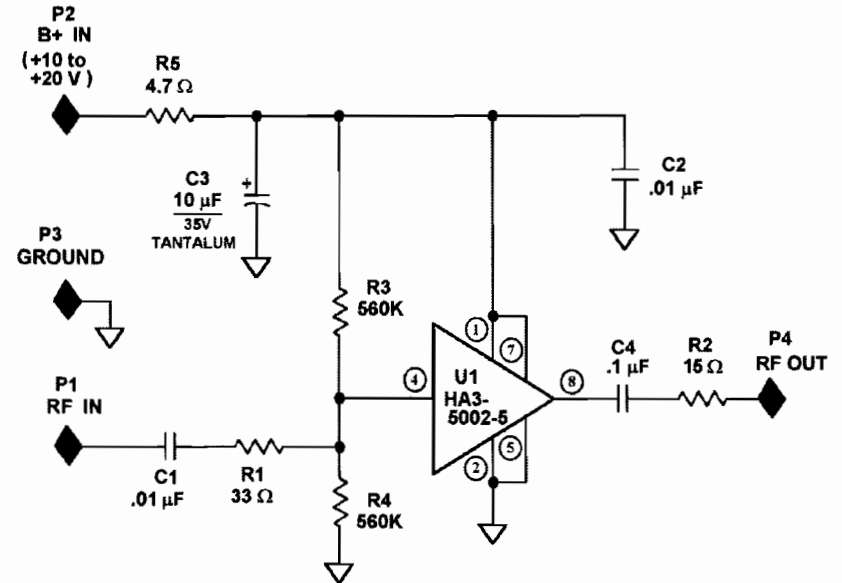 P2
B+ IN
(+10 to
+20 V)
R5
4.7 Ω
C3
+
10 µF
35V
TANTALUM
C2
.01 µF
P3
GROUND
R3
560K
P1
RF IN
C1
.01 µF
R1
33 Ω
R4
560K
4
1
7
U1
HA3-
5002-5
8
2
5
C4
.1 µF
R2
15 Ω
P4
RF OUT